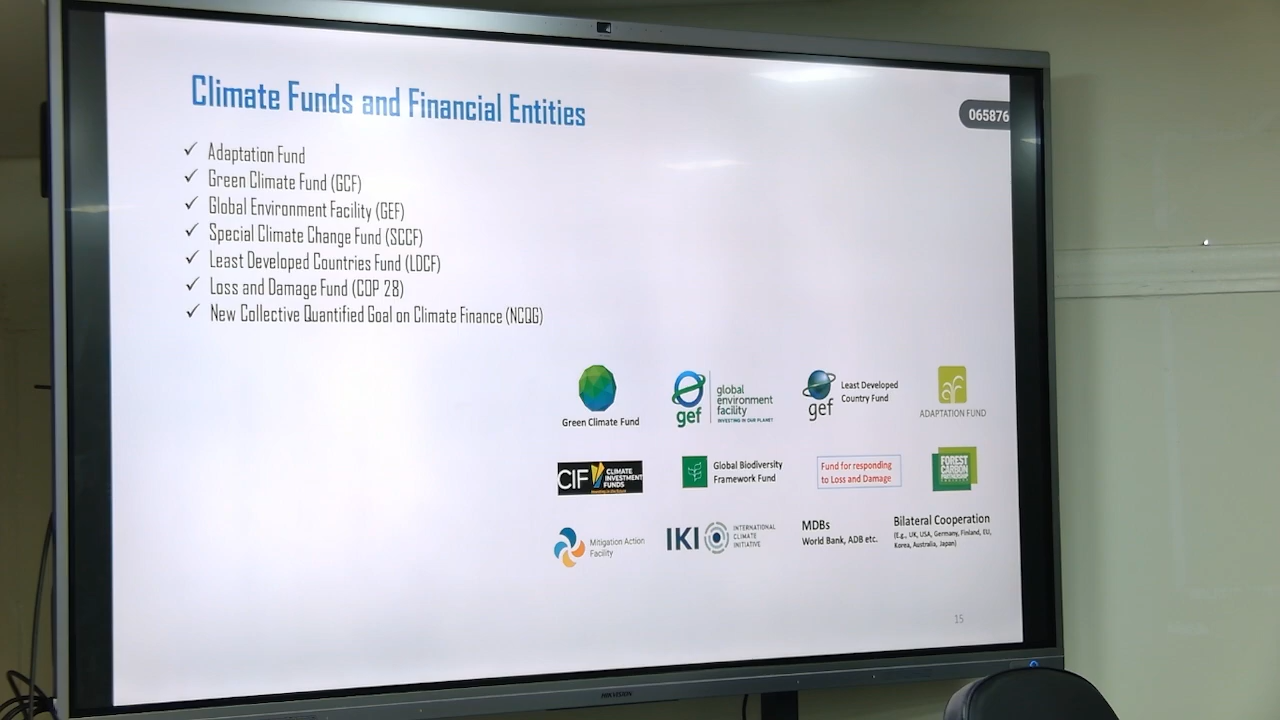 Climate Funds and Financial Entities
065876
✓ Adaptation Fund
✓ Green Climate Fund (GCF)
✓ Global Environment Facility (GEF)
✓ Special Climate Change Fund (SCCF)
✓ Least Developed Countries Fund (LDCF)
✓ Loss and Damage Fund (COP 28)
✓ New Collective Quantified Goal on Climate Finance (NCQG)
Green Climate Fund
gef
global
environment
facility
INVESTING IN OUR PLANET
gef
Least Developed
Country Fund
ADAPTATION FUND
CIF
CLIMATE
INVESTMENT
FUNDS
Global Biodiversity
Framework Fund
Fund for responding
to Loss and Damage
FOREST
CARBON
PARTNERSHIP
Mitigation Action
Facility
IKI
INTERNATIONAL
CLIMATE
INITIATIVE
MDBs
World Bank, ADB etc.
Bilateral Cooperation
(E.g., UK, USA, Germany, Finland, EU,
Korea, Australia, Japan)
15
HIKVISION